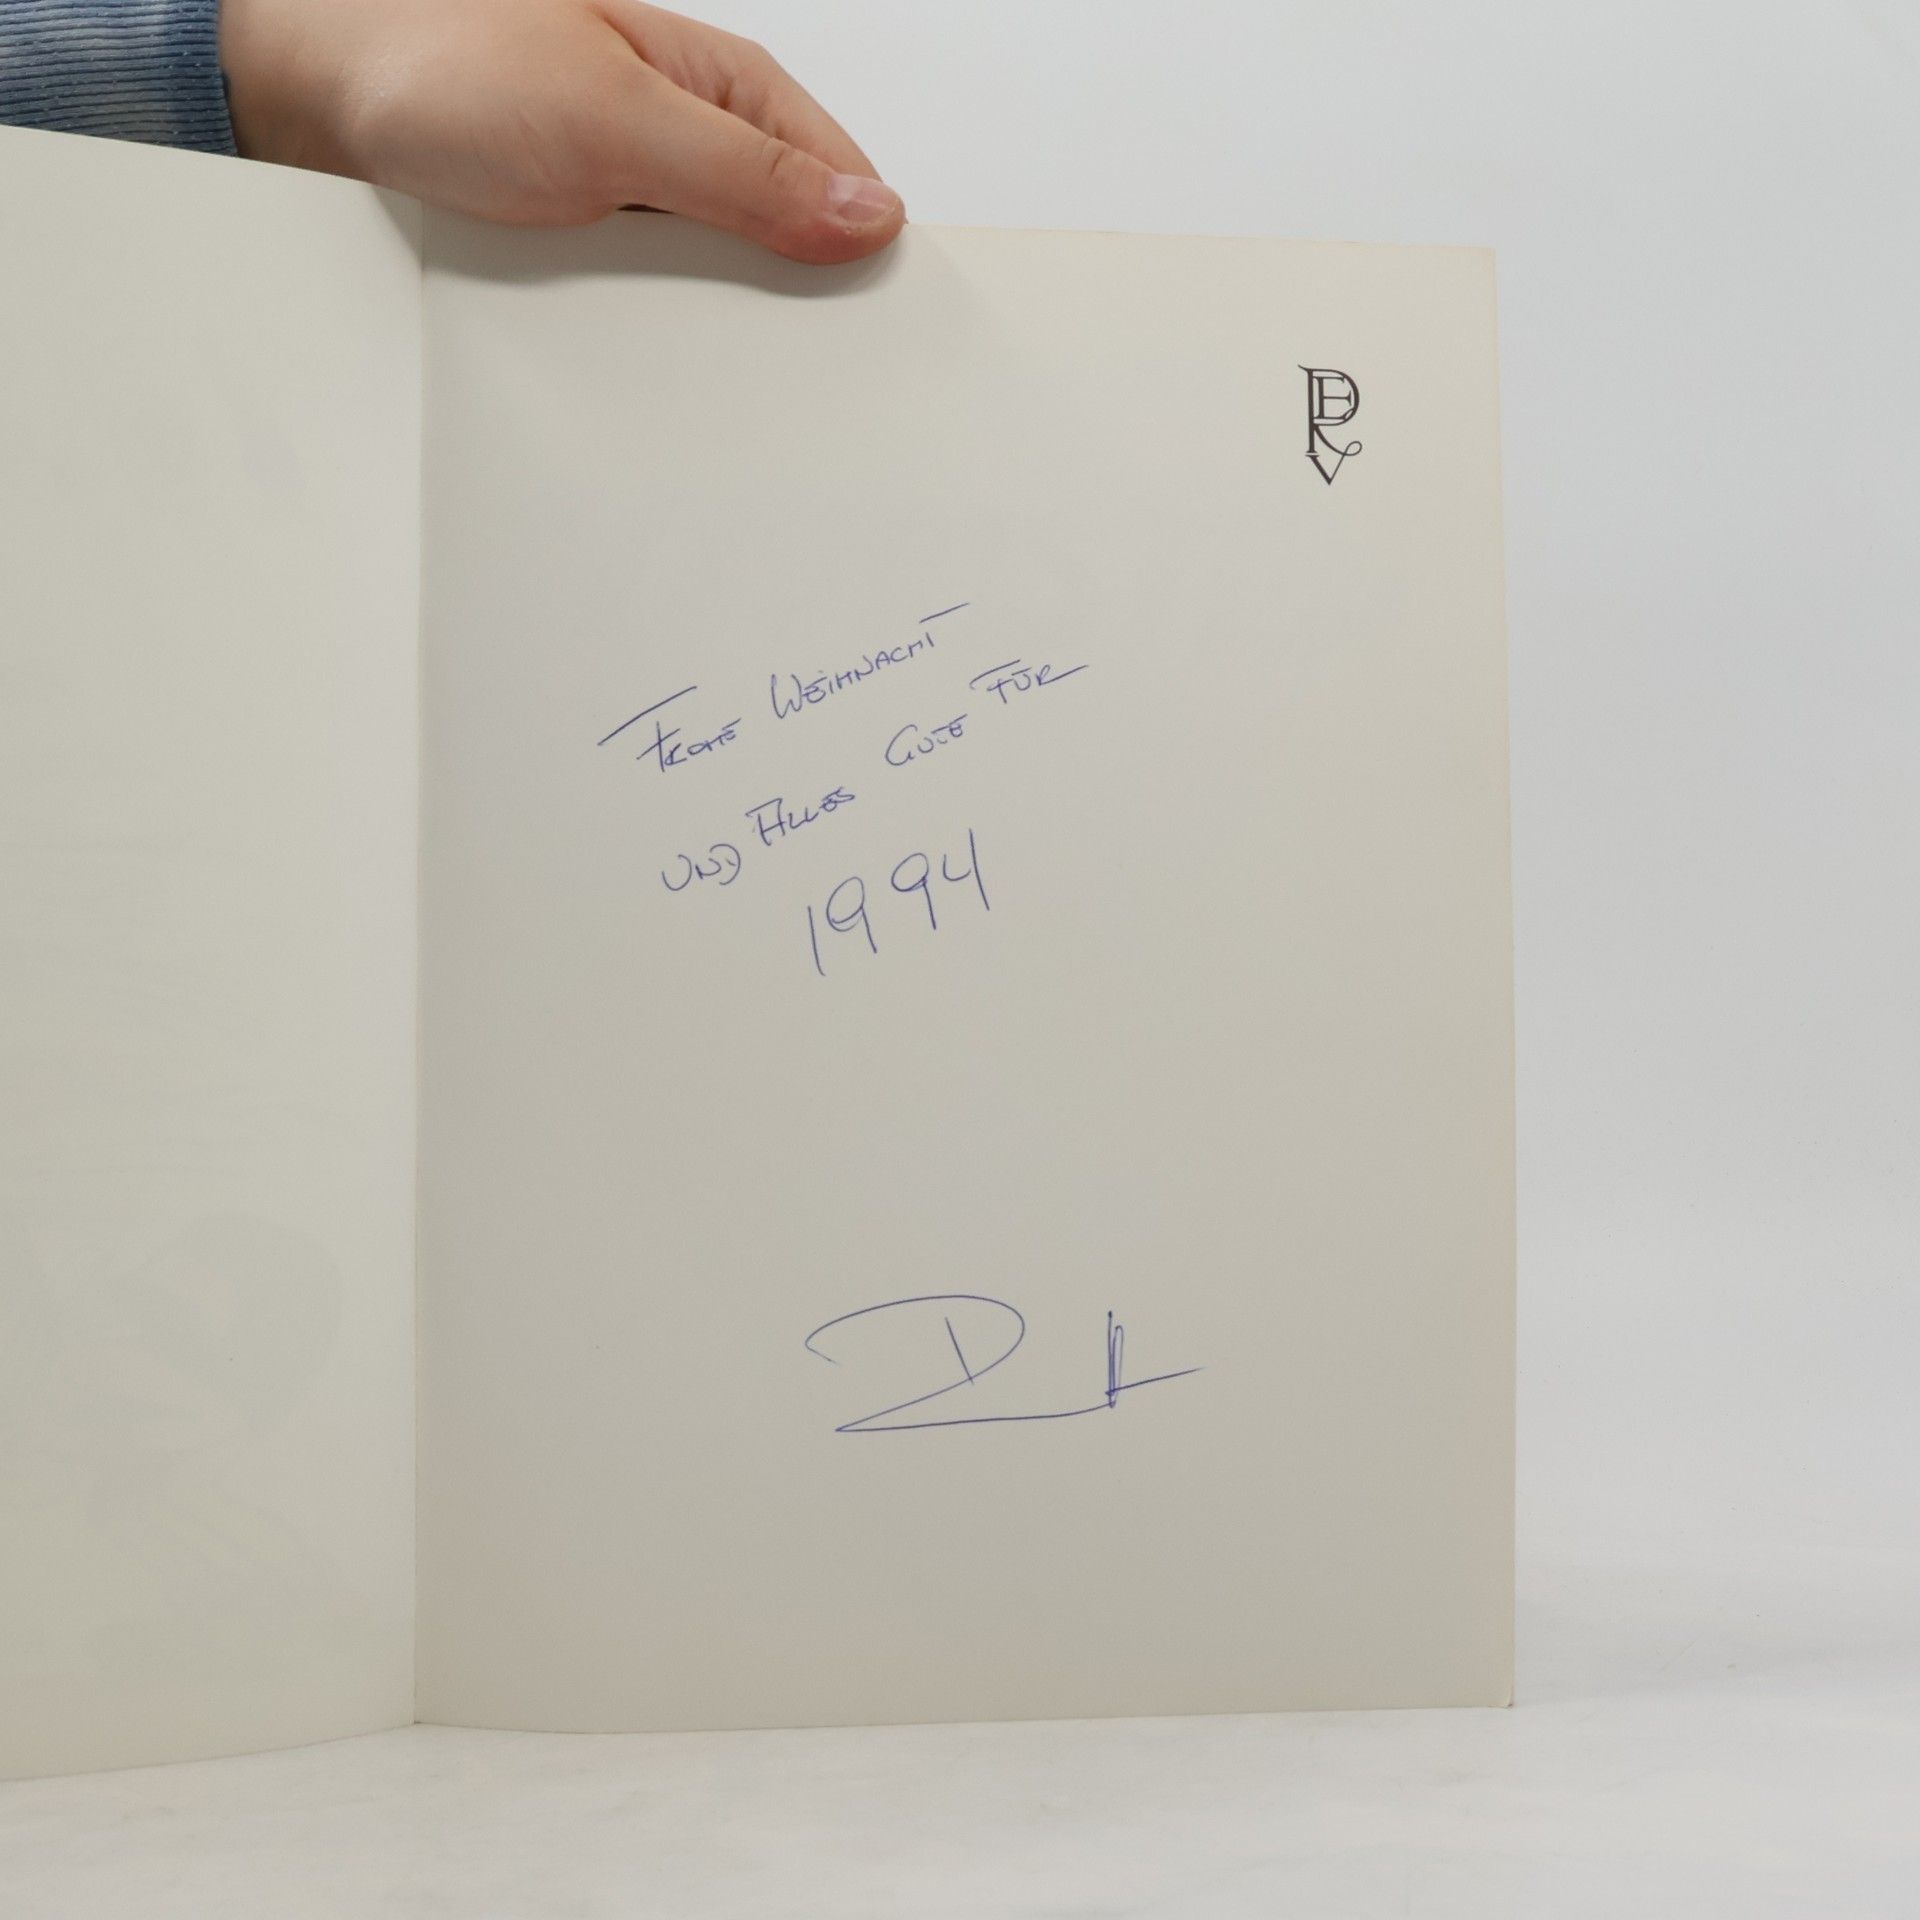 FROHE WEIHNACHT
UND ALLES GUTE FÜR
1994